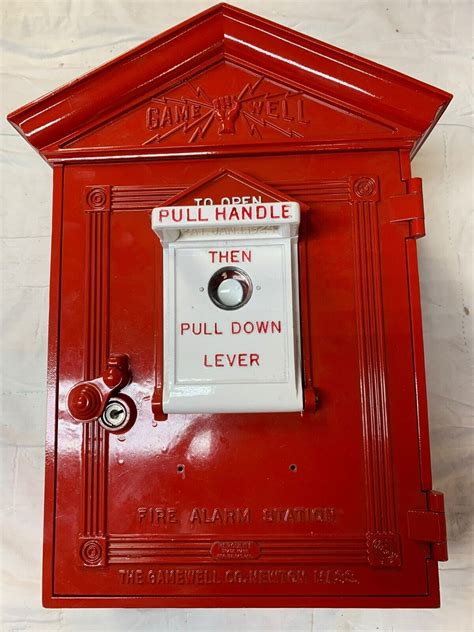 GAMEWELL
TO OPEN
PULL HANDLE
THEN
PULL DOWN
LEVER
FIRE ALARM STATION
THE GAMEWELL CO. NEWTON MASS.